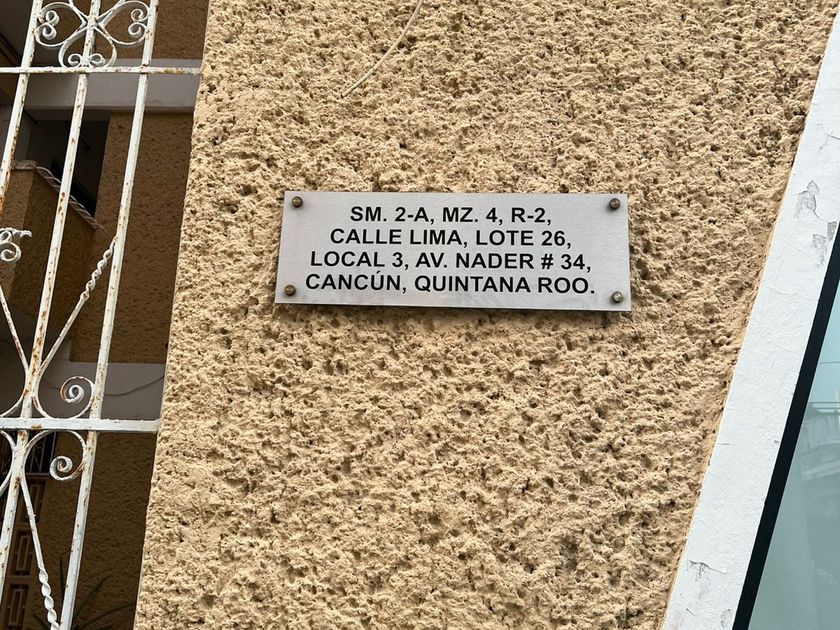 SM. 2-A, MZ. 4, R-2,
CALLE LIMA, LOTE 26,
LOCAL 3, AV. NADER # 34,
CANCÚN, QUINTANA ROO.